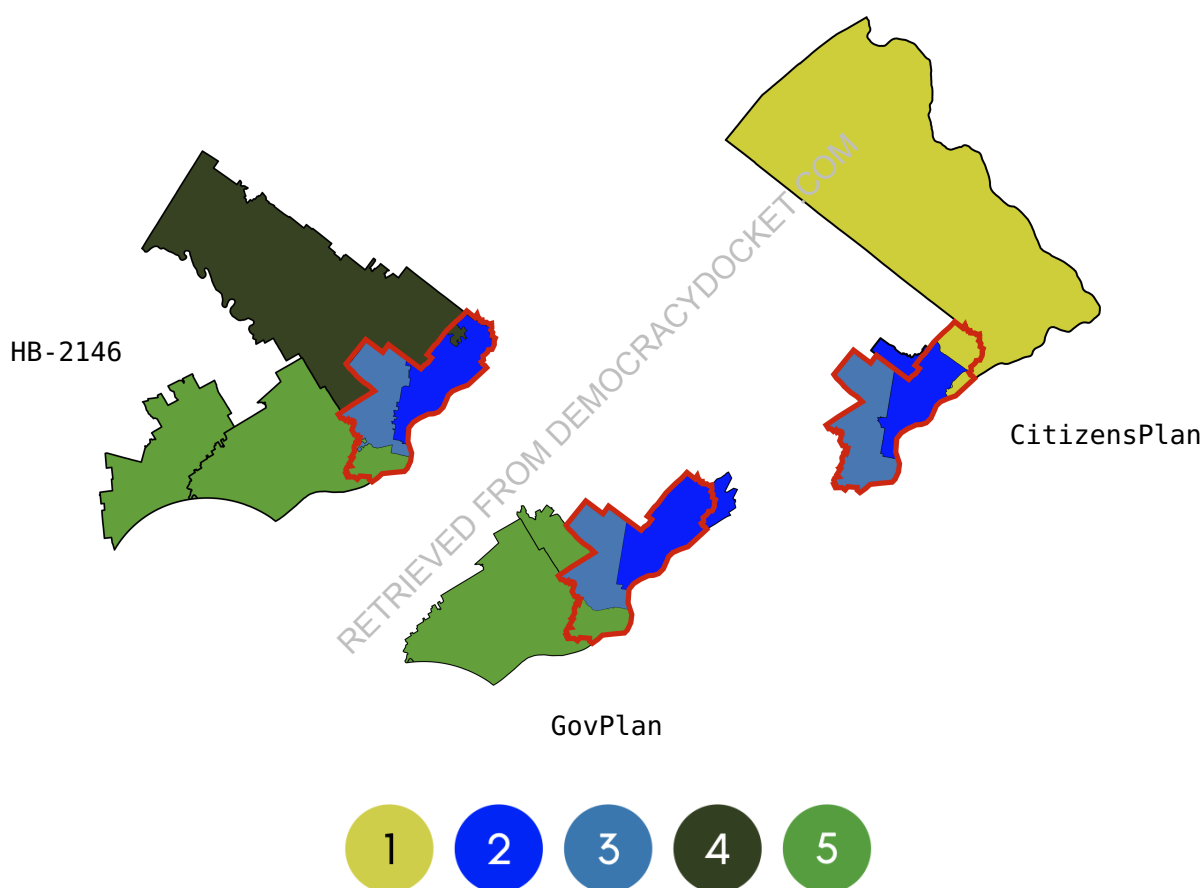 HB-2146
CitizensPlan
GovPlan
RETRIEVED FROM DEMOCRACYDOCKET.COM
1 2 3 4 5